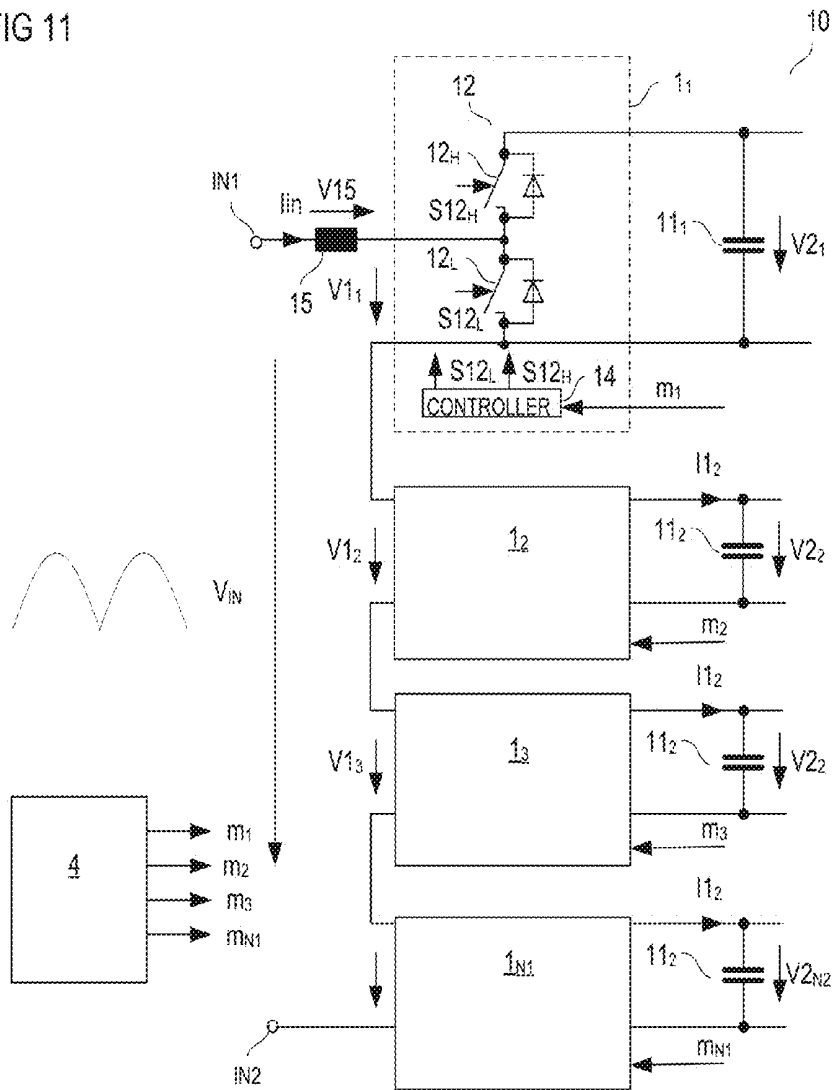 FIG 11
10
1₁
12
12H
IN1
Iin
V15
S12H
11₁
V2₁
15
12L
V1₁
S12L
S12L
S12H
14
CONTROLLER
m₁
I1₂
V1₂
1₂
11₂
V2₂
VIN
m₂
I1₂
V1₃
1₃
11₂
V2₂
m₃
4
m₁
m₂
m₃
mN1
I1₂
1N1
11₂
V2N2
IN2
mN1